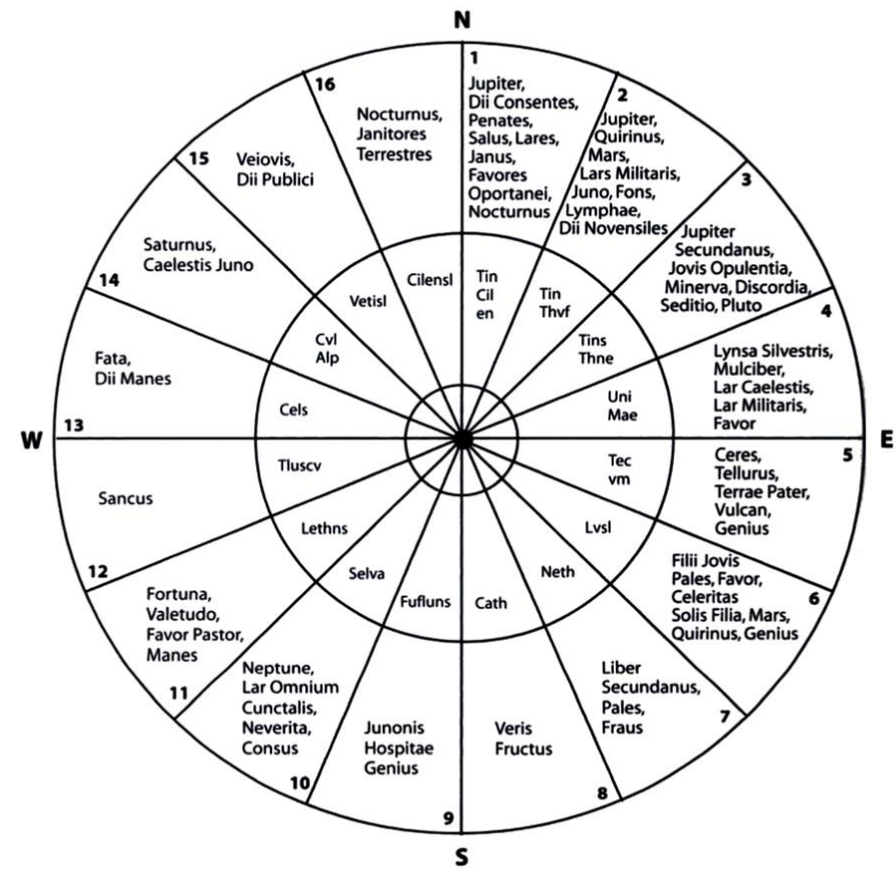 N
1
Jupiter,
Dii Consentes,
Penates,
Salus, Lares,
Janus,
Favores
Oportanei,
Nocturnus
2
Jupiter,
Quirinus,
Mars,
Lars Militaris,
Juno, Fons,
Lymphae,
Dii Novensiles
3
Jupiter
Secundanus,
Jovis Opulentia,
Minerva, Discordia,
Seditio, Pluto
4
Lynsa Silvestris,
Mulciber,
Lar Caelestis,
Lar Militaris,
Favor
E
5
Ceres,
Tellurus,
Terrae Pater,
Vulcan,
Genius
6
Filii Jovis
Pales, Favor,
Celeritas
Solis Filia, Mars,
Quirinus, Genius
7
Liber
Secundanus,
Pales,
Fraus
8
Veris
Fructus
S
9
Junonis
Hospitae
Genius
10
Neptune,
Lar Omnium
Cunctalis,
Neverita,
Consus
11
Fortuna,
Valetudo,
Favor Pastor,
Manes
12
Sancus
W
13
Fata,
Dii Manes
14
Saturnus,
Caelestis Juno
15
Veiovis,
Dii Publici
16
Nocturnus,
Janitores
Terrestres
Tin
Cil
en
Tin
Thvf
Tins
Thne
Uni
Mae
Tec
vm
Lvsl
Neth
Cath
Fufluns
Selva
Lethns
Tluscv
Cels
Cvl
Alp
Vetisl
Cilensl